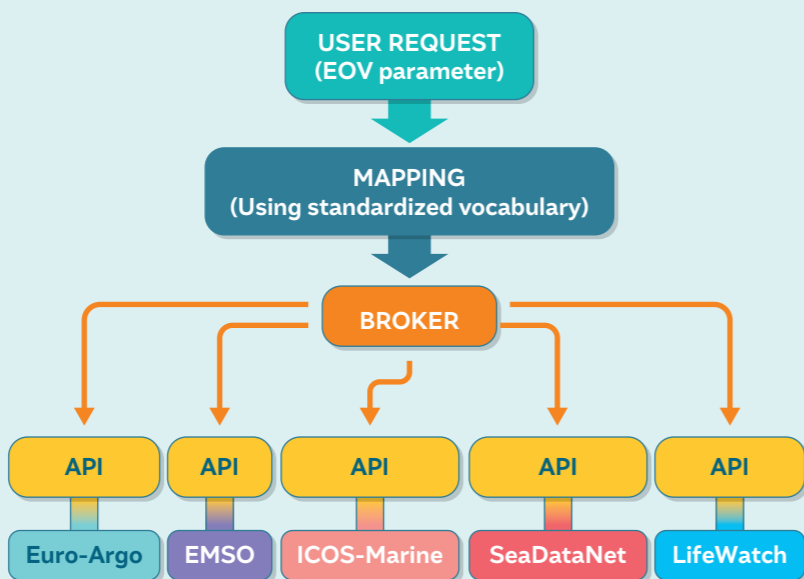 USER REQUEST
(EOV parameter)
MAPPING
(Using standardized vocabulary)
BROKER
API
API
API
API
API
Euro-Argo
EMSO
ICOS-Marine
SeaDataNet
LifeWatch